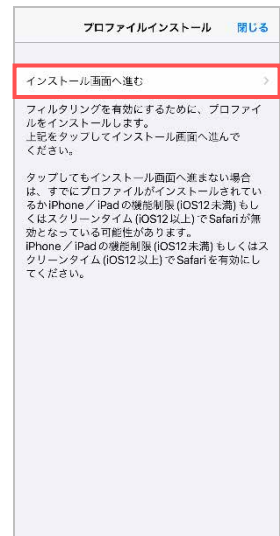 プロファイルインストール
閉じる
インストール画面へ進む
フィルタリングを有効にするために、プロファイ
ルをインストールします。
上記をタップしてインストール画面へ進んで
ください。
タップしてもインストール画面へ進まない場合
は、すでにプロファイルがインストールされてい
るかiPhone／iPadの機能制限(iOS12未満)もし
くはスクリーンタイム(iOS12以上)でSafariが無
効となっている可能性があります。
iPhone／iPadの機能制限(iOS12未満)もしくはス
クリーンタイム(iOS12以上)でSafariを有効にし
てください。